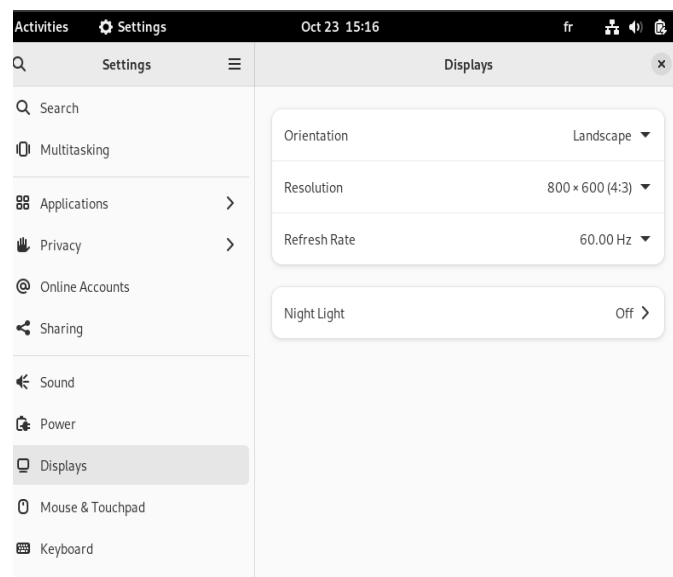 Activities Settings Oct 23 15:16 fr
Settings Displays
Search
Multitasking
Applications
Privacy
Online Accounts
Sharing
Sound
Power
Displays
Mouse & Touchpad
Keyboard
Orientation Landscape
Resolution 800 × 600 (4:3)
Refresh Rate 60.00 Hz
Night Light Off